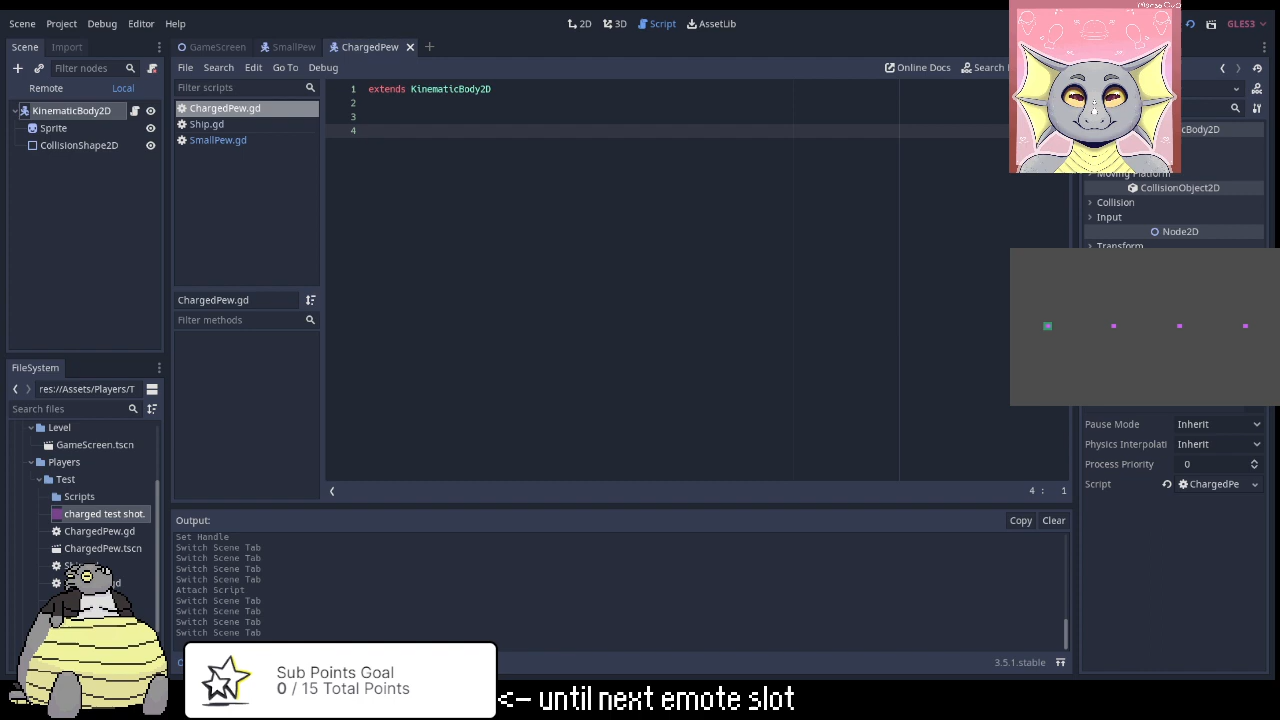 Scene Project Debug Editor Help
2D 3D Script AssetLib
GLES3
Scene Import
GameScreen SmallPew ChargedPew
Filter nodes
File Search Edit Go To Debug
Online Docs Search
Remote Local
Filter scripts
KinematicBody2D
Sprite
CollisionShape2D
ChargedPew.gd
Ship.gd
SmallPew.gd
1 extends KinematicBody2D
2
3
4
ChargedPew.gd
Filter methods
4 : 1
icBody2D
Moving Platform
CollisionObject2D
Collision
Input
Node2D
Transform
Pause Mode Inherit
Physics Interpolati Inherit
Process Priority 0
Script ChargedPe
FileSystem
res://Assets/Players/T
Search files
Level
GameScreen.tscn
Players
Test
Scripts
charged test shot.
ChargedPew.gd
ChargedPew.tscn
Output:
Copy Clear
Set Handle
Switch Scene Tab
Switch Scene Tab
Switch Scene Tab
Switch Scene Tab
Attach Script
Switch Scene Tab
Switch Scene Tab
Switch Scene Tab
Switch Scene Tab
3.5.1.stable
Sub Points Goal
0 / 15 Total Points
<- until next emote slot